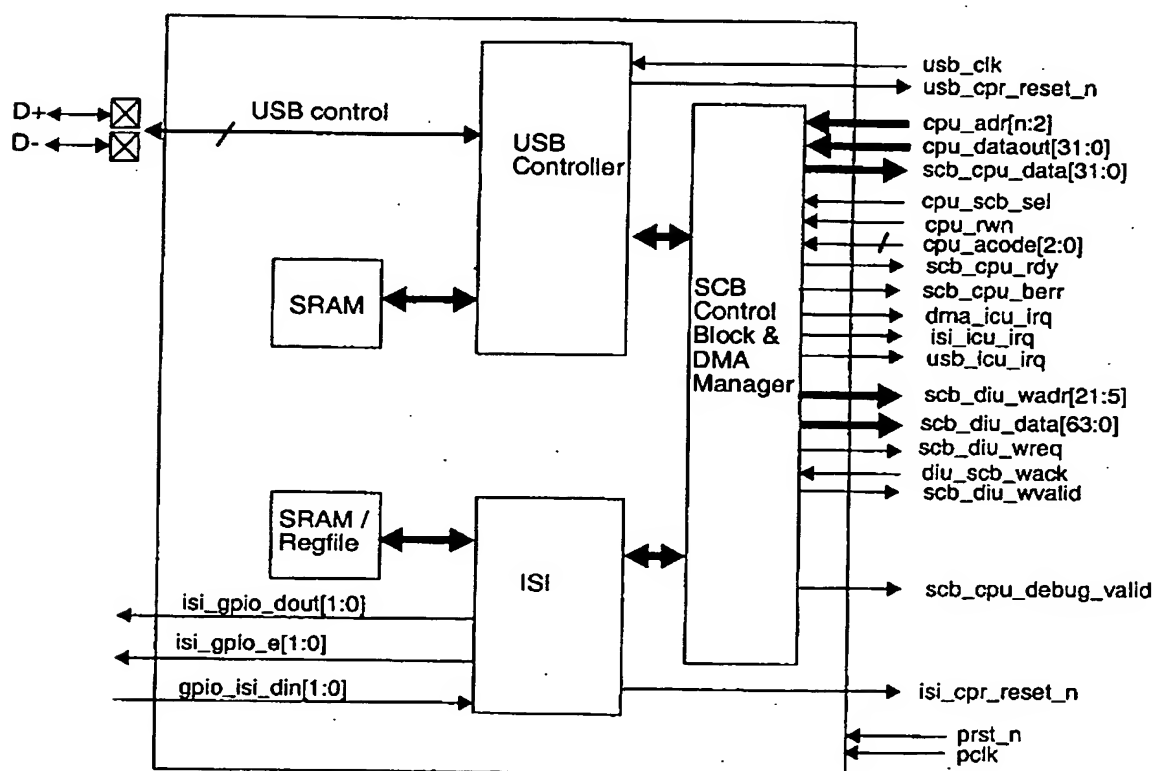 usb_clk
usb_cpr_reset_n
D+
D-
USB control
USB
Controller
cpu_adr[n:2]
cpu_dataout[31:0]
scb_cpu_data[31:0]
cpu_scb_sel
cpu_rwn
cpu_acode[2:0]
scb_cpu_rdy
scb_cpu_berr
dma_icu_irq
isi_icu_irq
usb_icu_irq
SRAM
SCB
Control
Block &
DMA
Manager
scb_diu_wadr[21:5]
scb_diu_data[63:0]
scb_diu_wreq
diu_scb_wack
scb_diu_wvalid
SRAM /
Regfile
ISI
scb_cpu_debug_valid
isi_gpio_dout[1:0]
isi_gpio_e[1:0]
gpio_isi_din[1:0]
isi_cpr_reset_n
prst_n
pclk